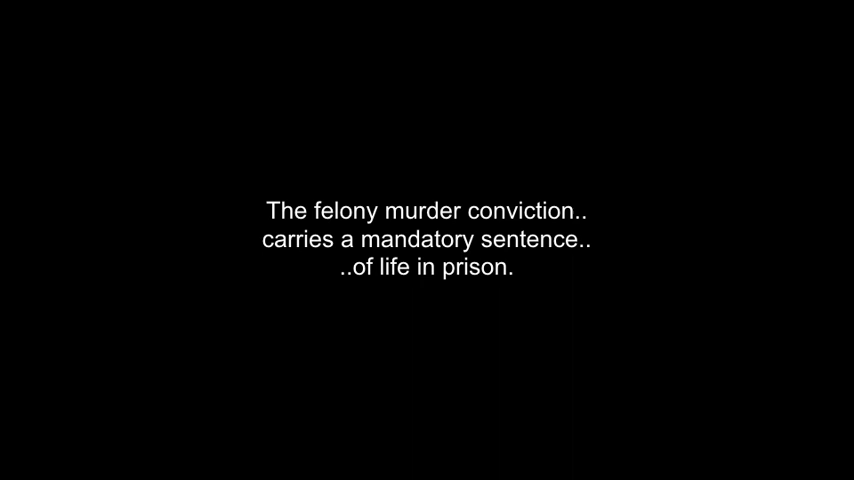 The felony murder conviction..
carries a mandatory sentence..
..of life in prison.